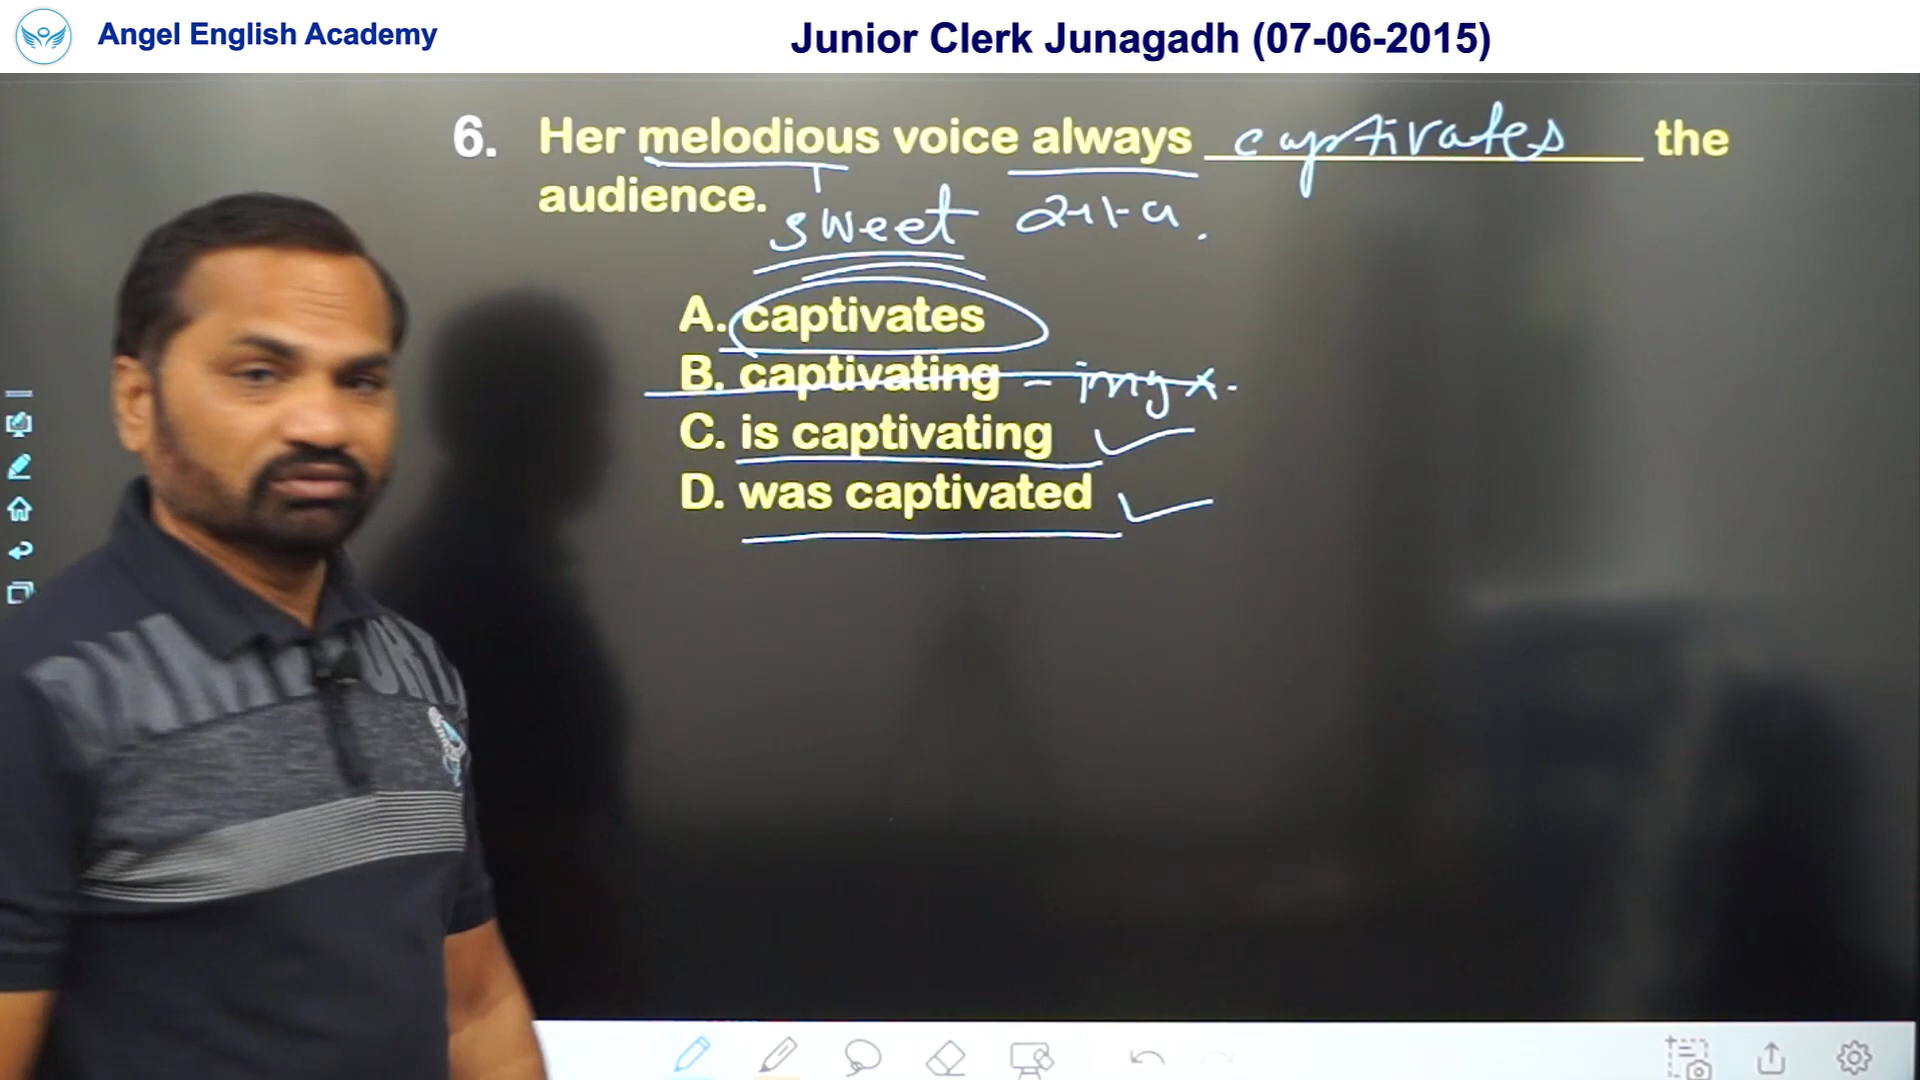 Angel English Academy
Junior Clerk Junagadh (07-06-2015)
6. Her melodious voice always captivates the
audience.
sweet
A. captivates
B. captivating - ing x.
C. is captivating
D. was captivated